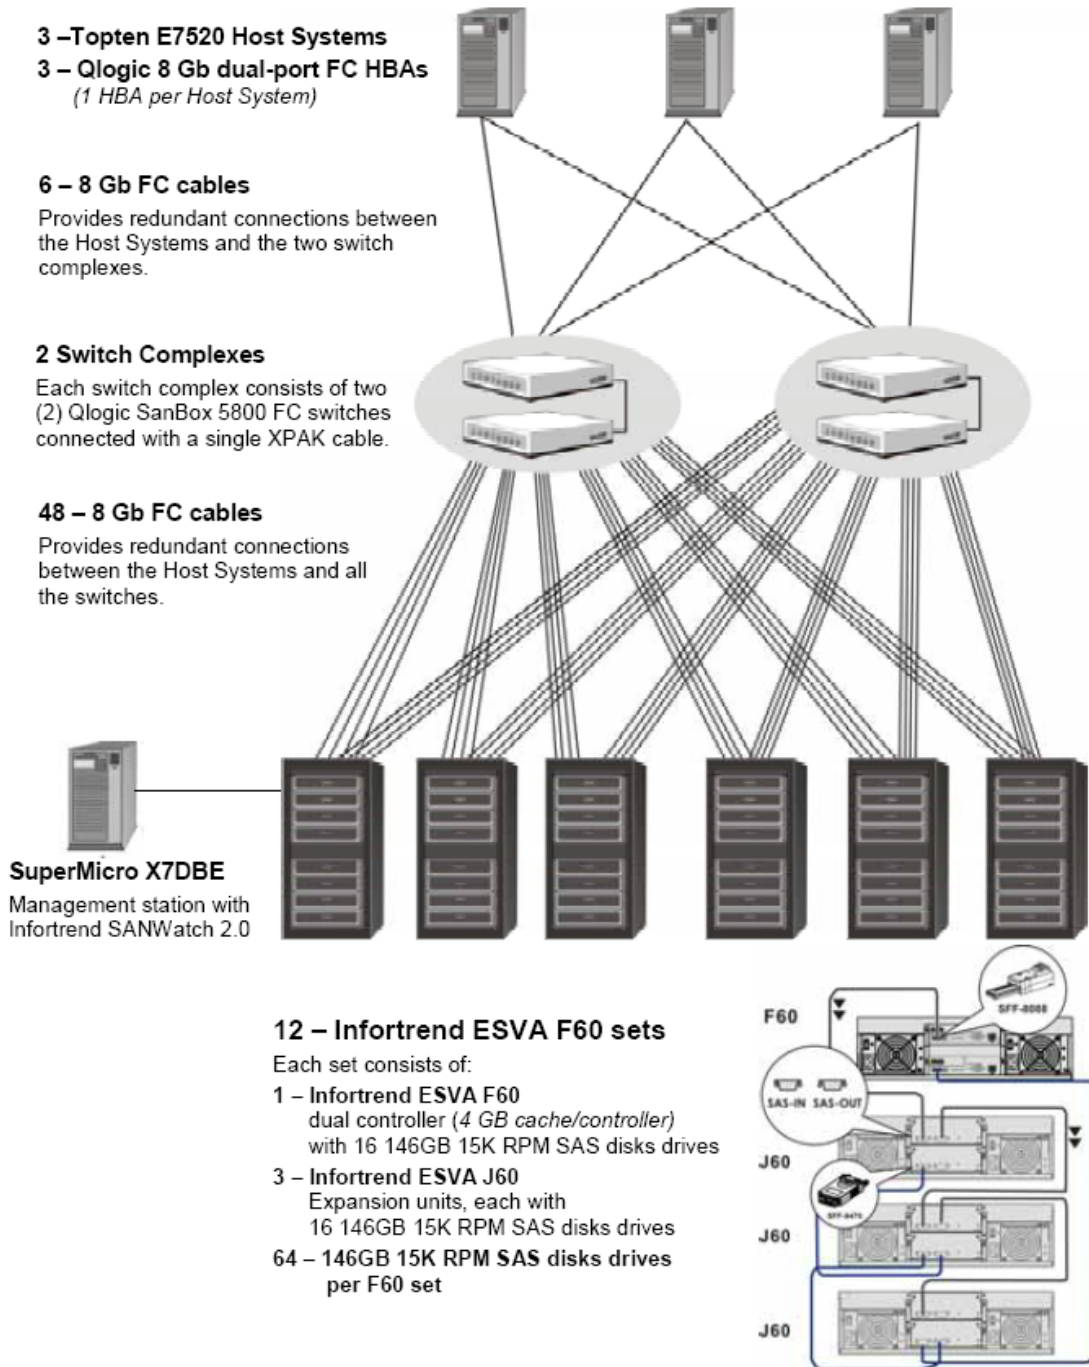 3 –Topten E7520 Host Systems
3 – Qlogic 8 Gb dual-port FC HBAs
(1 HBA per Host System)
6 – 8 Gb FC cables
Provides redundant connections between
the Host Systems and the two switch
complexes.
2 Switch Complexes
Each switch complex consists of two
(2) Qlogic SanBox 5800 FC switches
connected with a single XPAK cable.
48 – 8 Gb FC cables
Provides redundant connections
between the Host Systems and all
the switches.
SuperMicro X7DBE
Management station with
Infortrend SANWatch 2.0
12 – Infortrend ESVA F60 sets
Each set consists of:
1 – Infortrend ESVA F60
dual controller (4 GB cache/controller)
with 16 146GB 15K RPM SAS disks drives
3 – Infortrend ESVA J60
Expansion units, each with
16 146GB 15K RPM SAS disks drives
64 – 146GB 15K RPM SAS disks drives
per F60 set
F60
SFF-8088
SAS-IN SAS-OUT
J60
SFF-8470
J60
J60